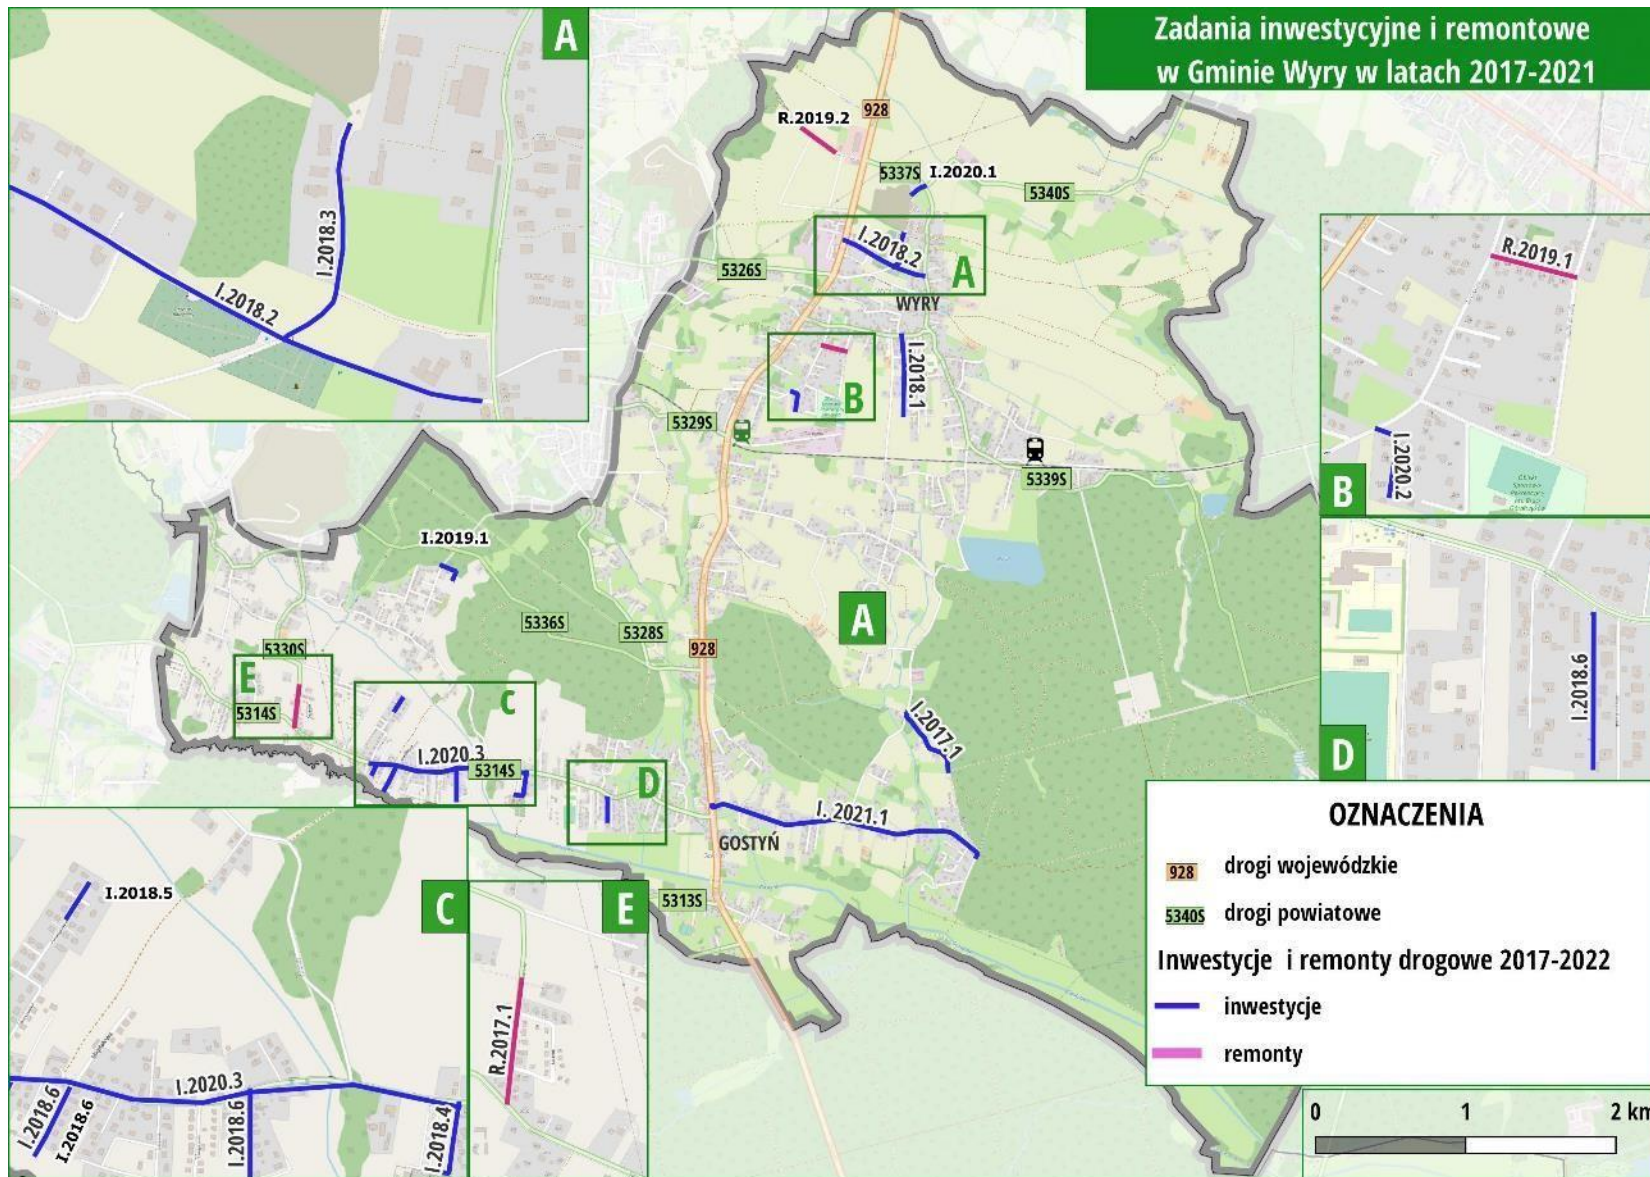 A
Zadania inwestycyjne i remontowe
w Gminie Wyry w latach 2017-2021
928
R.2019.2
5337S
I.2020.1
5340S
I.2018.3
I.2018.2
I.2018.2
5326S
A
WYRY
R.2019.1
I.2018.1
B
5329S
5339S
I.2020.2
B
I.2019.1
5336S
5328S
A
928
5330S
E
5314S
C
I.2020.3
5314S
D
I.2017.1
I.2018.6
D
I. 2021.1
GOSTYŃ
5313S
I.2018.5
C
E
R.2017.1
I.2020.3
I.2018.6
I.2018.6
I.2018.6
I.2018.4
OZNACZENIA
928 drogi wojewódzkie
5340S drogi powiatowe
Inwestycje i remonty drogowe 2017-2022
inwestycje
remonty
0 1 2 km